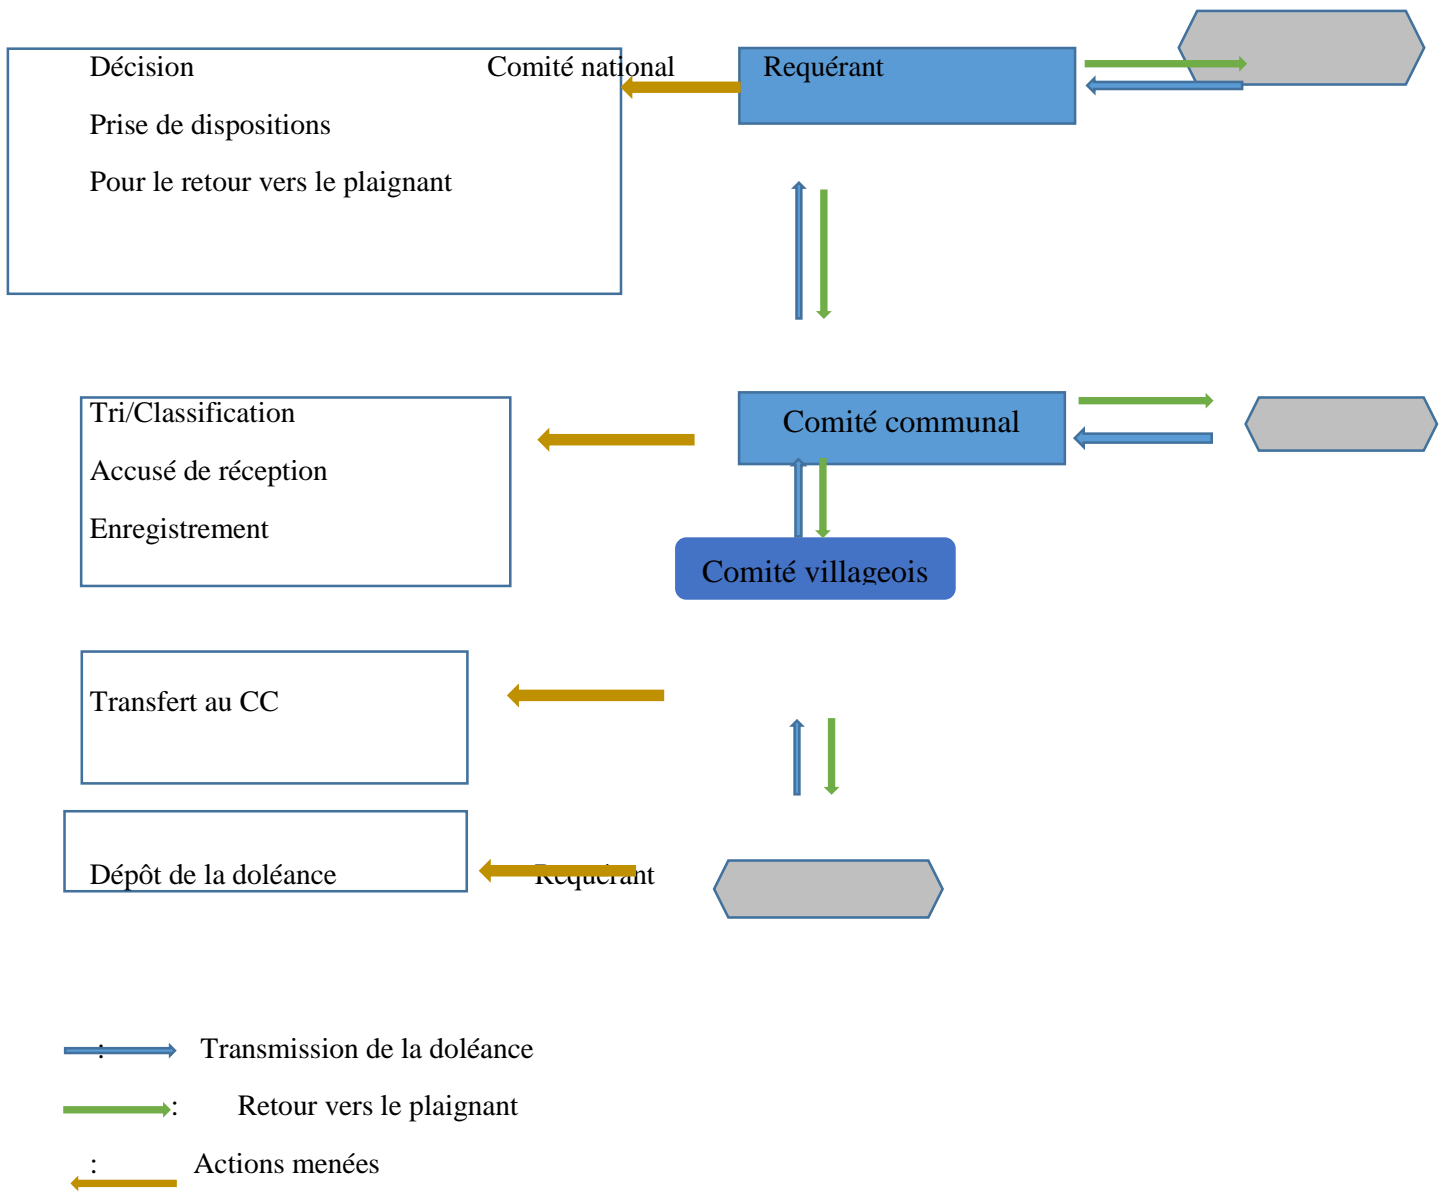 Décision Comité national Requérant
Prise de dispositions
Pour le retour vers le plaignant
Tri/Classification
Comité communal
Accusé de réception
Enregistrement
Comité villageois
Transfert au CC
Dépôt de la doléance Requérant
: Transmission de la doléance
: Retour vers le plaignant
: Actions menées